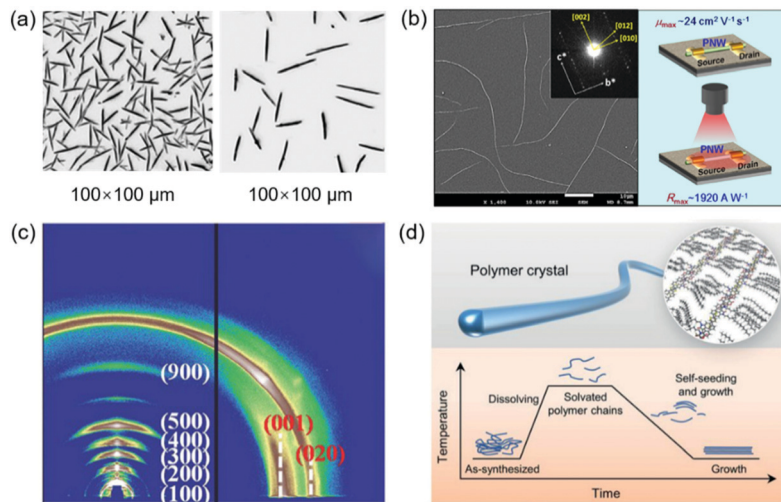 (a)
100×100 μm
100×100 μm
(b)
[002]
[012]
[010]
c*
b*
μmax ~24 cm² V⁻¹ s⁻¹
PNW
Source
Drain
PNW
Source
Drain
Rmax~1920 A W⁻¹
(c)
(900)
(500)
(400)
(300)
(200)
(100)
(001)
(020)
(d)
Polymer crystal
Temperature
Dissolving
Solvated
polymer chains
Self-seeding
and growth
As-synthesized
Growth
Time